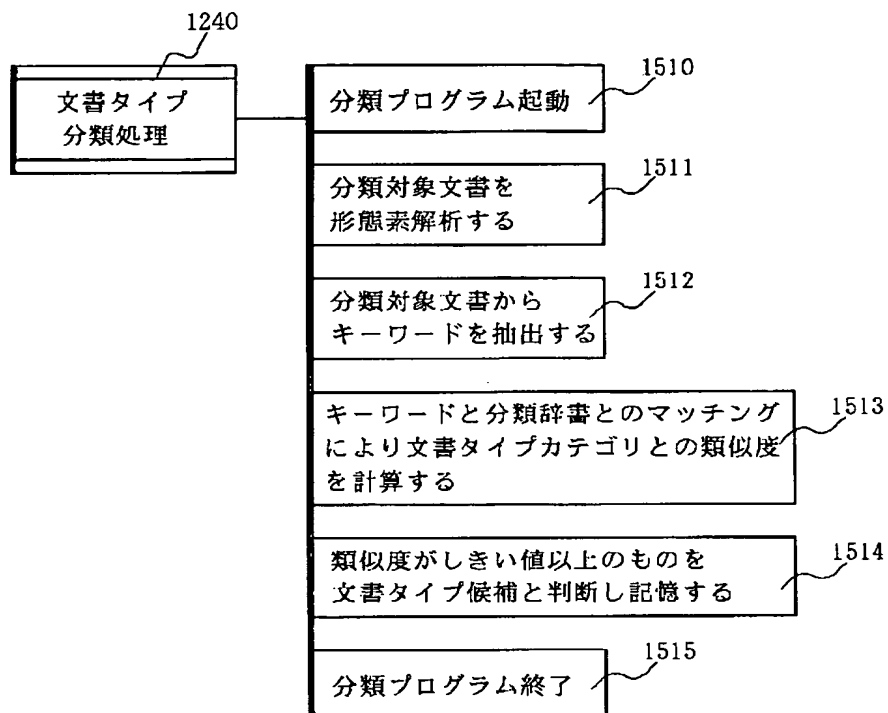 1240
文書タイプ
分類処理
1510
分類プログラム起動
1511
分類対象文書を
形態素解析する
1512
分類対象文書から
キーワードを抽出する
1513
キーワードと分類辞書とのマッチング
により文書タイプカテゴリとの類似度
を計算する
1514
類似度がしきい値以上のものを
文書タイプ候補と判断し記憶する
1515
分類プログラム終了